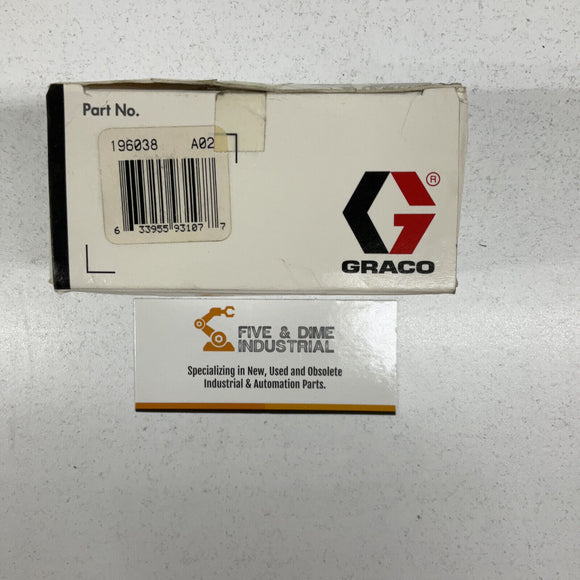 Part No.
196038 A02
6 33955 93107 7
®
GRACO
FIVE & DIME
INDUSTRIAL
Specializing in New, Used and Obsolete
Industrial & Automation Parts.